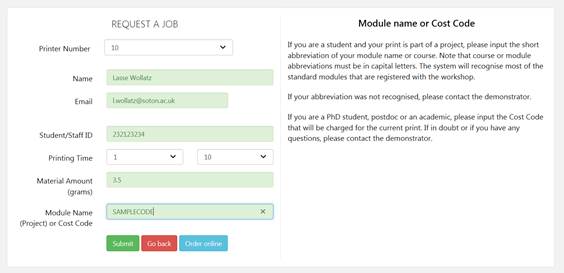 REQUEST A JOB
Printer Number
10
Name
Lasse Wollatz
Email
l.wollatz@soton.ac.uk
Student/Staff ID
232123234
Printing Time
1
10
Material Amount
(grams)
3.5
Module Name
(Project) or Cost Code
SAMPLECODE
Submit
Go back
Order online
Module name or Cost Code
If you are a student and your print is part of a project, please input the short
abbreviation of your module name or course. Note that course or module
abbreviations must be in capital letters. The system will recognise most of the
standard modules that are registered with the workshop.
If your abbreviation was not recognised, please contact the demonstrator.
If you are a PhD student, postdoc or an academic, please input the Cost Code
that will be charged for the current print. If in doubt or if you have any
questions, please contact the demonstrator.